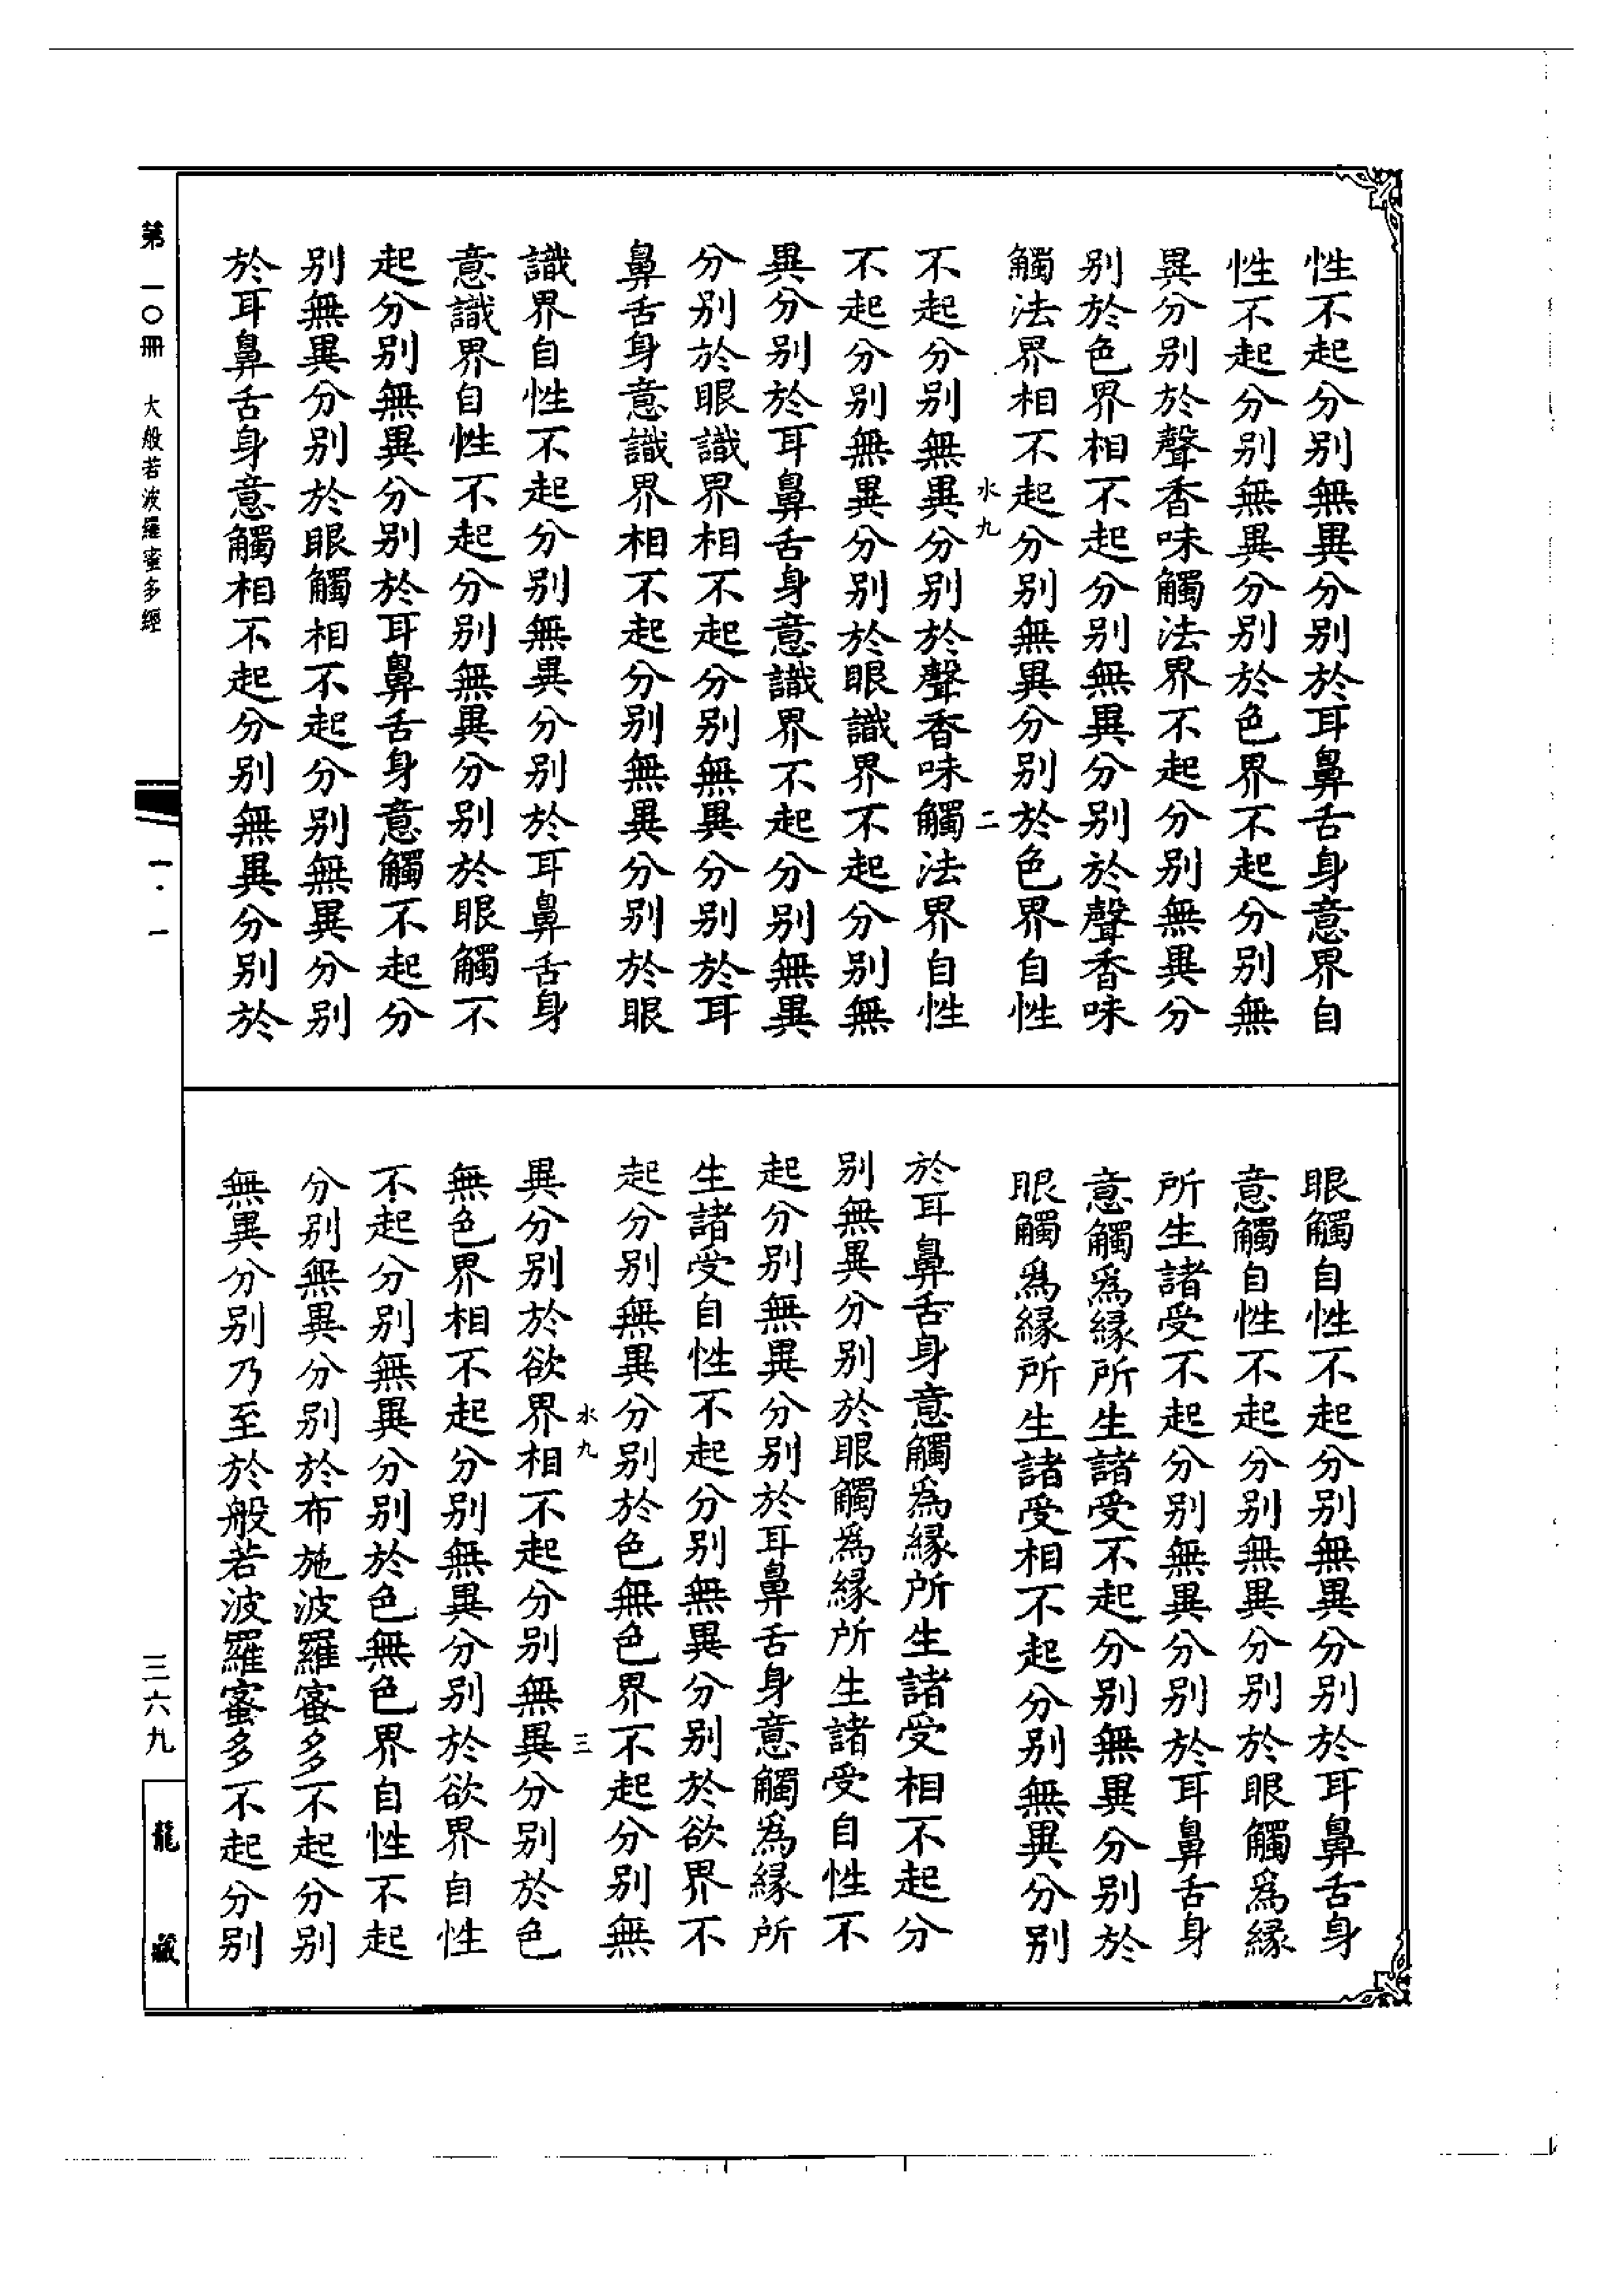 性不起分別無異分別於耳鼻舌身意界自
性不起分別無異分別於色界不起分別無
異分別於聲香味觸法界不起分別無異分
別於色界相不起分別無異分別於聲香味
觸法界相不起分別無異分別於色界自性
水九 二
不起分別無異分別於聲香味觸法界自性
不起分別無異分別於眼識界不起分別無
異分別於耳鼻舌身意識界不起分別無異
分別於眼識界相不起分別無異分別於耳
鼻舌身意識界相不起分別無異分別於眼
識界自性不起分別無異分別於耳鼻舌身
意識界自性不起分別無異分別於眼觸不
起分別無異分別於耳鼻舌身意觸不起分
別無異分別於眼觸相不起分別無異分別
於耳鼻舌身意觸相不起分別無異分別於
眼觸自性不起分別無異分別於耳鼻舌身
意觸自性不起分別無異分別於眼觸爲緣
所生諸受不起分別無異分別於耳鼻舌身
意觸爲緣所生諸受不起分別無異分別於
眼觸爲緣所生諸受相不起分別無異分別
於耳鼻舌身意觸爲緣所生諸受相不起分
別無異分別於眼觸爲緣所生諸受自性不
起分別無異分別於耳鼻舌身意觸爲緣所
生諸受自性不起分別無異分別於欲界不
起分別無異分別於色無色界不起分別無
水九 三
異分別於欲界相不起分別無異分別於色
無色界相不起分別無異分別於欲界自性
不起分別無異分別於色無色界自性不起
分別無異分別於布施波羅蜜多不起分別
無異分別乃至於般若波羅蜜多不起分別
第一〇冊 大般若波羅蜜多經
一·一
三六九
龍藏